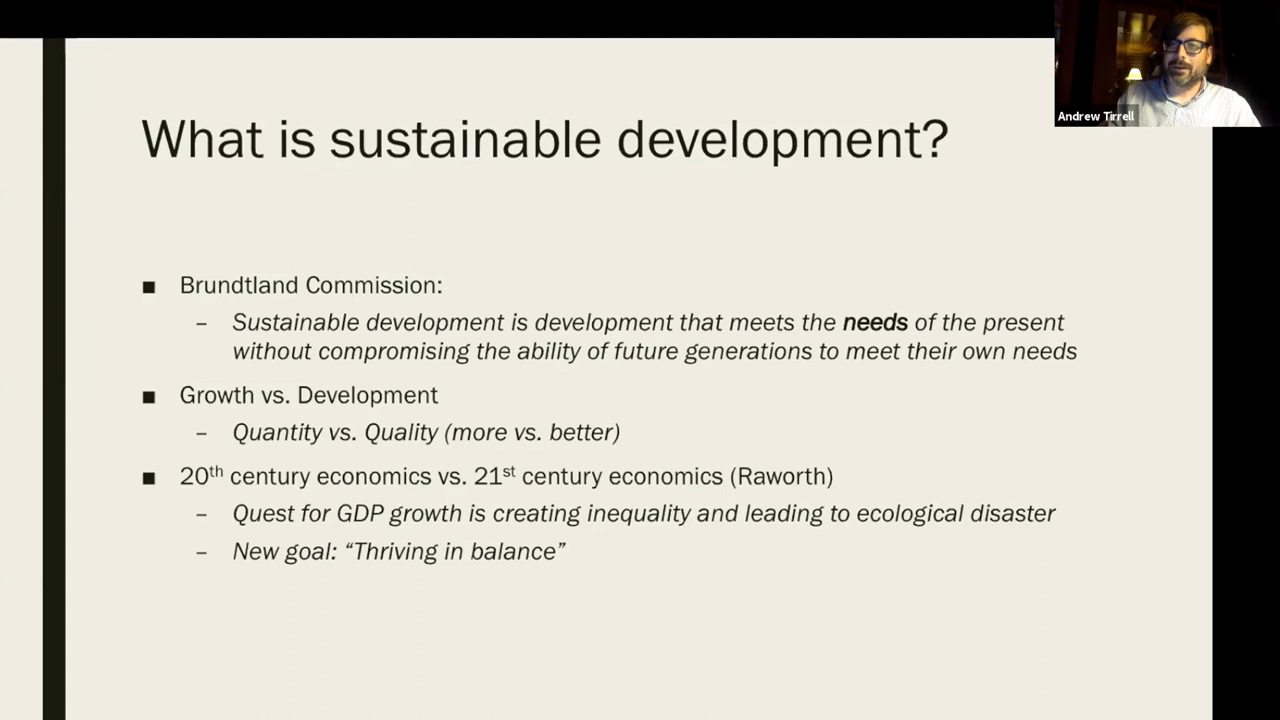 What is sustainable development?
Andrew Tirrell
■ Brundtland Commission:
– Sustainable development is development that meets the needs of the present
without compromising the ability of future generations to meet their own needs
■ Growth vs. Development
– Quantity vs. Quality (more vs. better)
■ 20th century economics vs. 21st century economics (Raworth)
– Quest for GDP growth is creating inequality and leading to ecological disaster
– New goal: “Thriving in balance”